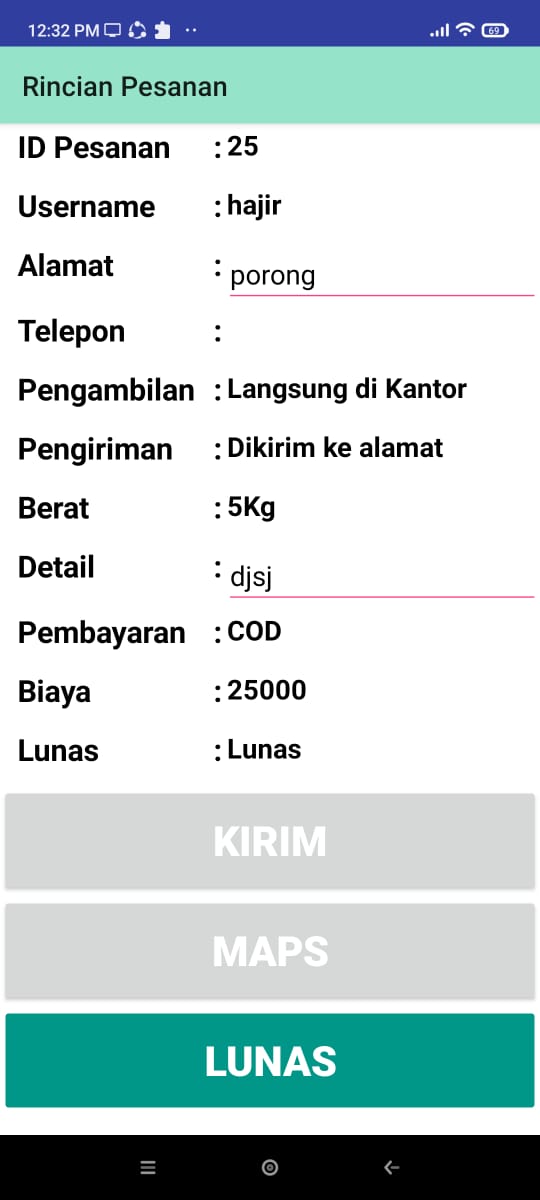 12:32 PM 69
Rincian Pesanan
ID Pesanan : 25
Username : hajir
Alamat : porong
Telepon :
Pengambilan : Langsung di Kantor
Pengiriman : Dikirim ke alamat
Berat : 5Kg
Detail : djsj
Pembayaran : COD
Biaya : 25000
Lunas : Lunas
KIRIM
MAPS
LUNAS